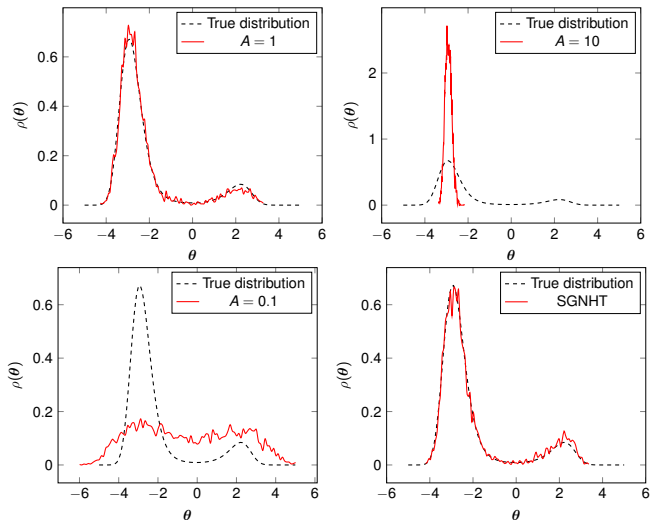 True distribution
A = 1
ρ(θ)
0.6
0.4
0.2
0
−6 −4 −2 0 2 4 6
θ
True distribution
A = 10
ρ(θ)
2
1
0
−6 −4 −2 0 2 4 6
θ
True distribution
A = 0.1
ρ(θ)
0.6
0.4
0.2
0
−6 −4 −2 0 2 4 6
θ
True distribution
SGNHT
ρ(θ)
0.6
0.4
0.2
0
−6 −4 −2 0 2 4 6
θ